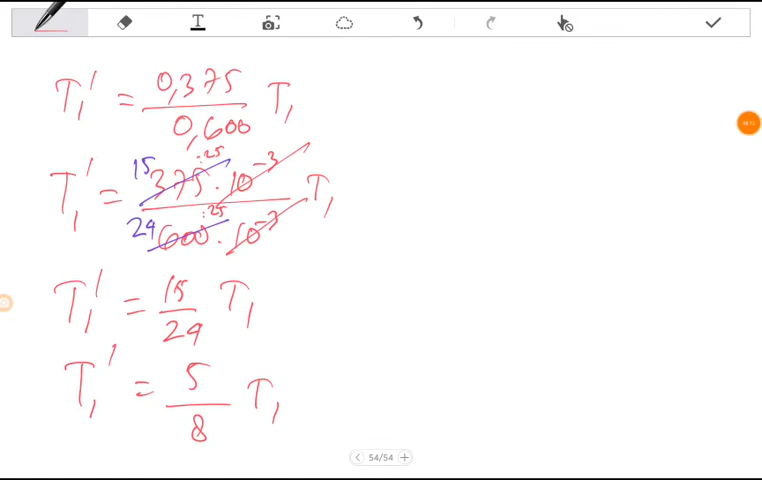 T
T₁' = 0,375 / 0,600 T₁
T₁' = 15 375 :25 · 10⁻³ / 24 600 :25 · 10⁻³ T₁
T₁' = 15 / 24 T₁
T₁' = 5 / 8 T₁
54/54